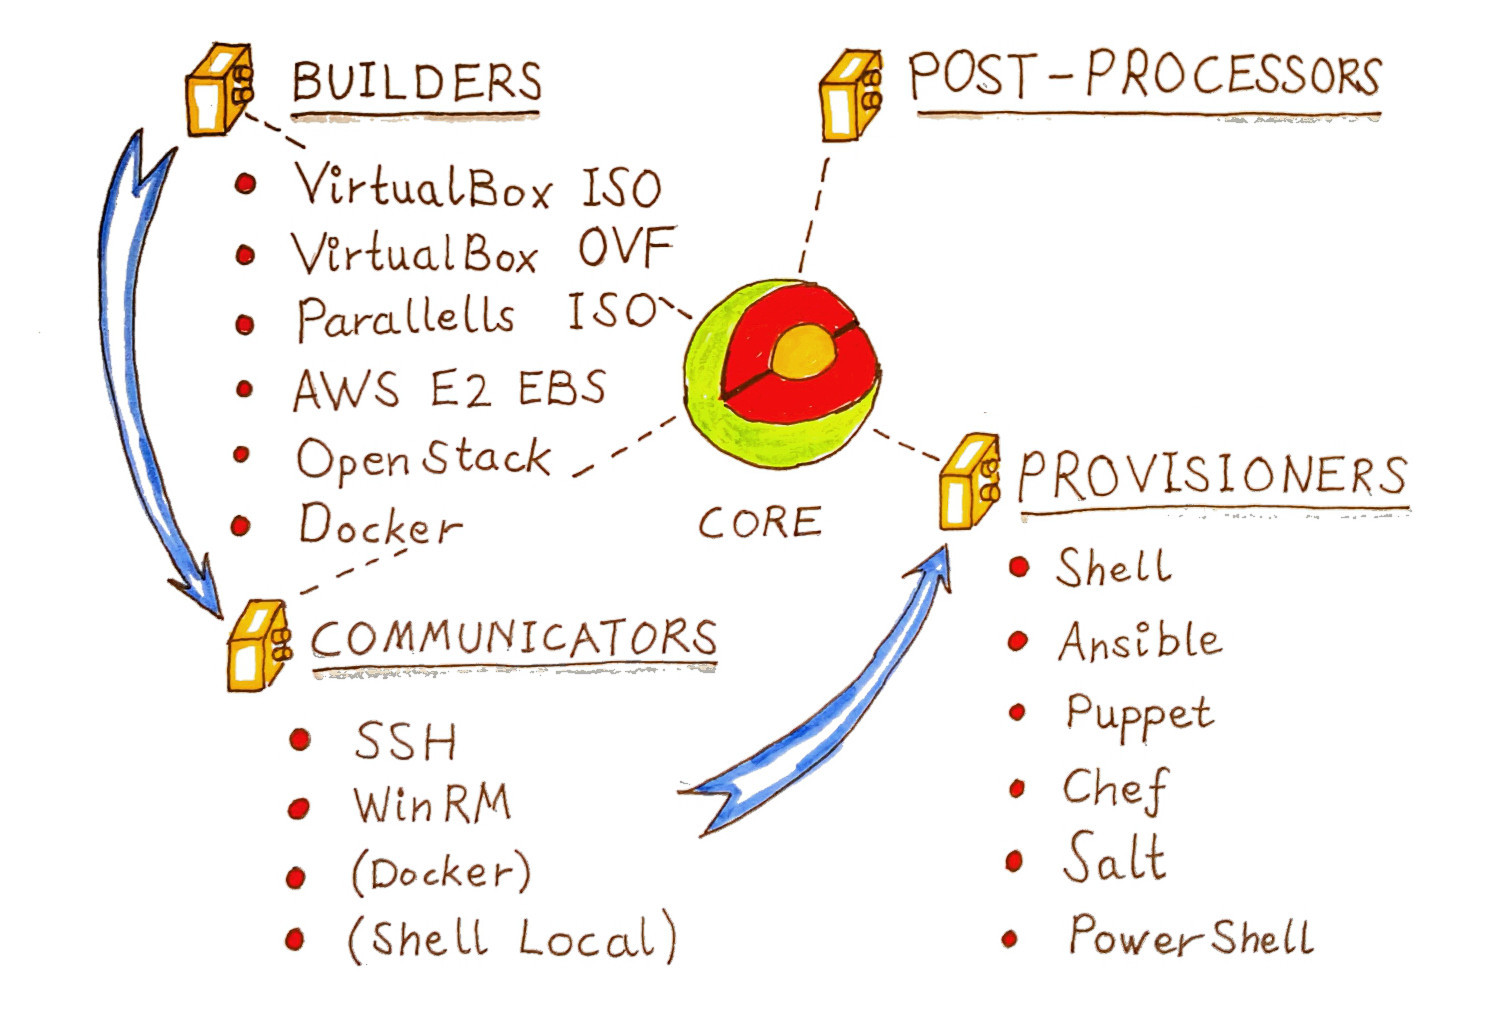 BUILDERS
VirtualBox ISO
VirtualBox OVF
Parallells ISO
AWS E2 EBS
OpenStack
Docker
COMMUNICATORS
SSH
WinRM
(Docker)
(Shell Local)
POST-PROCESSORS
CORE
PROVISIONERS
Shell
Ansible
Puppet
Chef
Salt
PowerShell